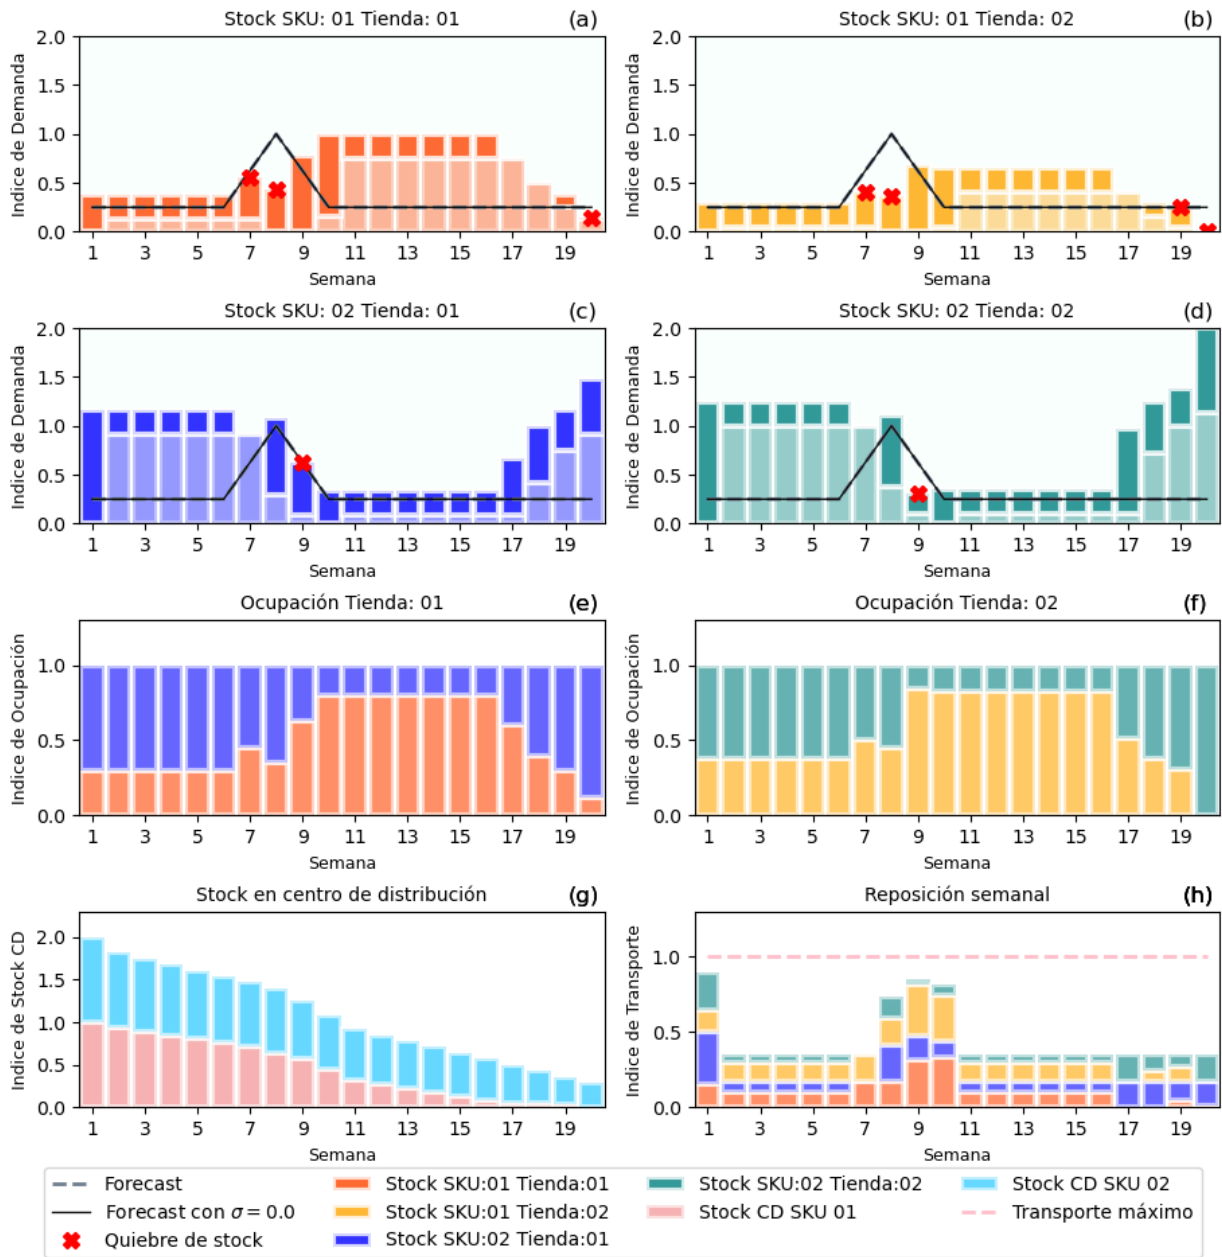 Stock SKU: 01 Tienda: 01 (a)
Indice de Demanda
2.0
1.5
1.0
0.5
0.0
1 3 5 7 9 11 13 15 17 19
Semana
Stock SKU: 01 Tienda: 02 (b)
Indice de Demanda
2.0
1.5
1.0
0.5
0.0
1 3 5 7 9 11 13 15 17 19
Semana
Stock SKU: 02 Tienda: 01 (c)
Indice de Demanda
2.0
1.5
1.0
0.5
0.0
1 3 5 7 9 11 13 15 17 19
Semana
Stock SKU: 02 Tienda: 02 (d)
Indice de Demanda
2.0
1.5
1.0
0.5
0.0
1 3 5 7 9 11 13 15 17 19
Semana
Ocupación Tienda: 01 (e)
Indice de Ocupación
1.0
0.5
0.0
1 3 5 7 9 11 13 15 17 19
Semana
Ocupación Tienda: 02 (f)
Indice de Ocupación
1.0
0.5
0.0
1 3 5 7 9 11 13 15 17 19
Semana
Stock en centro de distribución (g)
Indice de Stock CD
2.0
1.5
1.0
0.5
0.0
1 3 5 7 9 11 13 15 17 19
Semana
Reposición semanal (h)
Indice de Transporte
1.0
0.5
0.0
1 3 5 7 9 11 13 15 17 19
Semana
Forecast
Forecast con σ = 0.0
Quiebre de stock
Stock SKU:01 Tienda:01
Stock SKU:01 Tienda:02
Stock SKU:02 Tienda:01
Stock SKU:02 Tienda:02
Stock CD SKU 01
Stock CD SKU 02
Transporte máximo